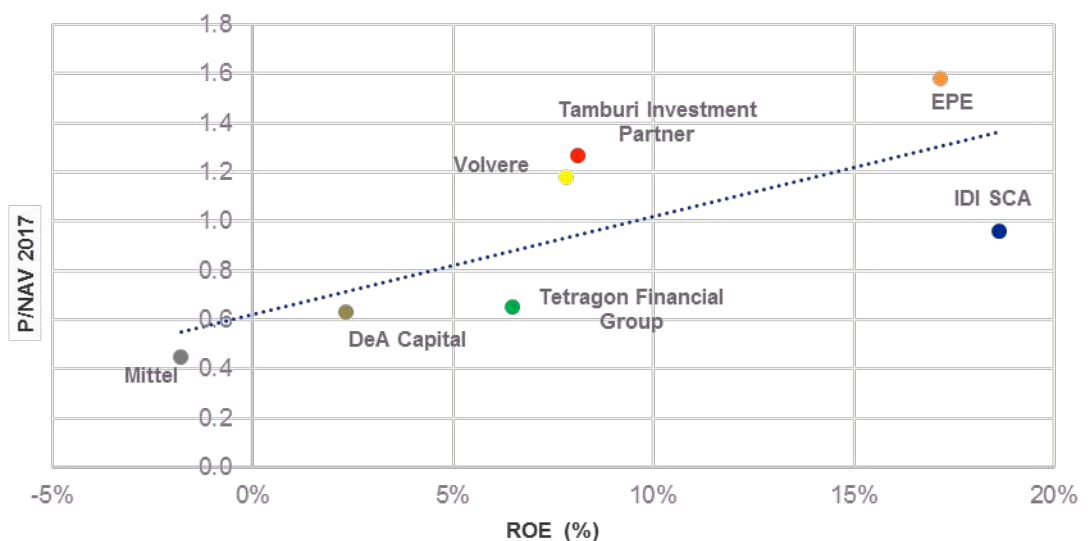 1.8
1.6
EPE
1.4
Tamburi Investment
Partner
1.2
Volvere
IDI SCA
1.0
P/NAV 2017
0.8
Tetragon Financial
Group
0.6
DeA Capital
0.4
Mittel
0.2
0.0
-5%
0%
5%
10%
15%
20%
ROE (%)